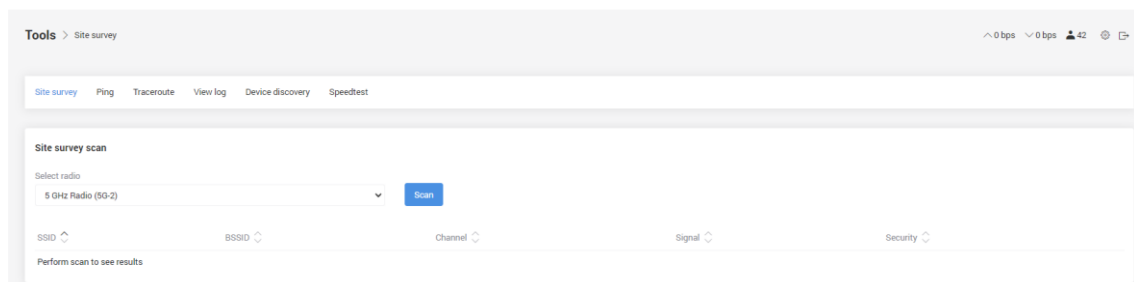 Tools > Site survey
0 bps 0 bps 42
Site survey Ping Traceroute View log Device discovery Speedtest
Site survey scan
Select radio
5 GHz Radio (5G-2) Scan
SSID BSSID Channel Signal Security
Perform scan to see results